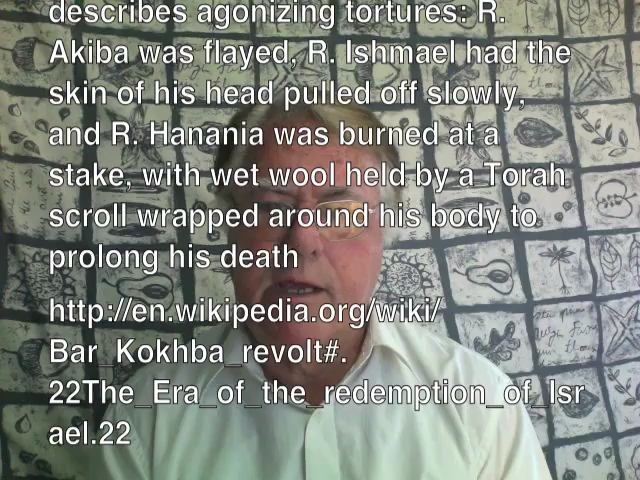 describes agonizing tortures: R.
Akiba was flayed, R. Ishmael had the
skin of his head pulled off slowly,
and R. Hanania was burned at a
stake, with wet wool held by a Torah
scroll wrapped around his body to
prolong his death
http://en.wikipedia.org/wiki/
Bar_Kokhba_revolt#.
22The_Era_of_the_redemption_of_Isr
ael.22